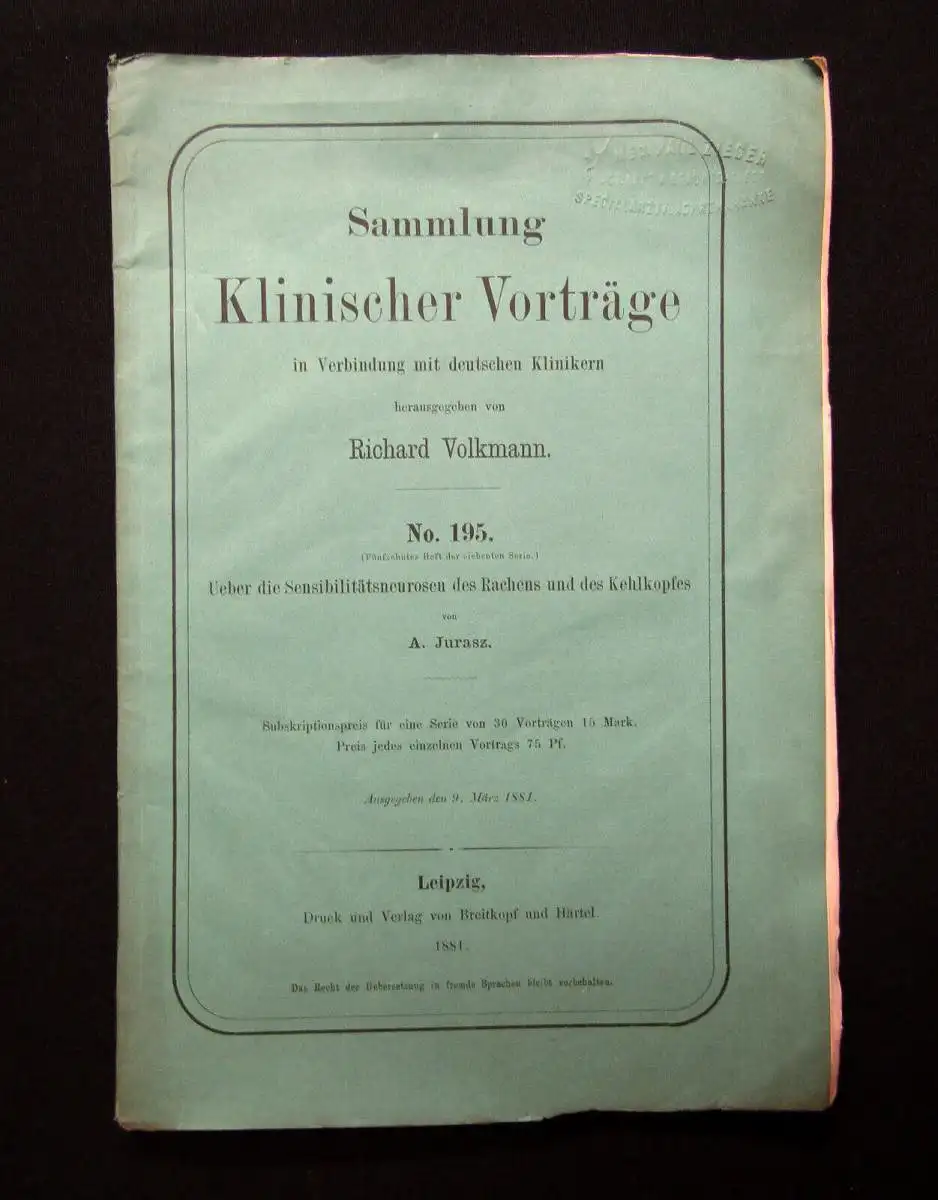 Sammlung
Klinischer Vorträge
in Verbindung mit deutschen Klinikern
herausgegeben von
Richard Volkmann.
No. 195.
(Fünfzehntes Heft der siebenten Serie.)
Ueber die Sensibilitätsneurosen des Rachens und des Kehlkopfes
von
A. Jurasz.
Subskriptionspreis für eine Serie von 30 Vorträgen 15 Mark.
Preis jedes einzelnen Vortrags 75 Pf.
Ausgegeben den 9. März 1881.
Leipzig,
Druck und Verlag von Breitkopf und Härtel.
1881.
Das Recht der Uebersetzung in fremde Sprachen bleibt vorbehalten.